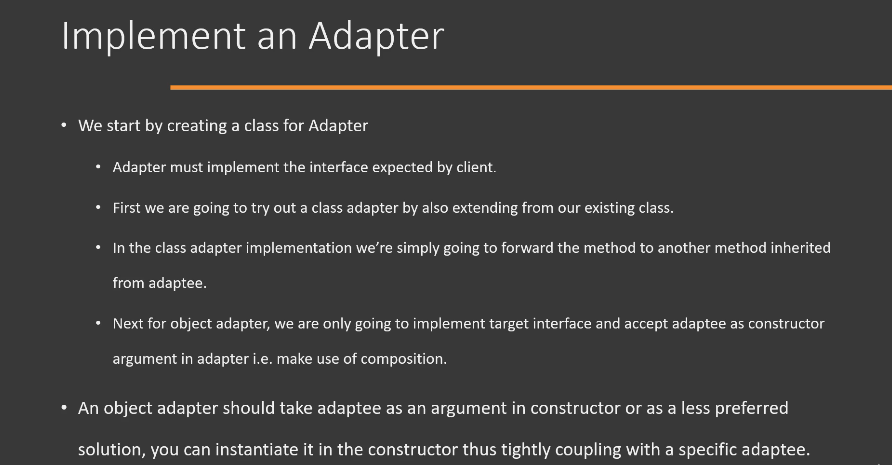 Implement an Adapter
• We start by creating a class for Adapter
• Adapter must implement the interface expected by client.
• First we are going to try out a class adapter by also extending from our existing class.
• In the class adapter implementation we’re simply going to forward the method to another method inherited
from adaptee.
• Next for object adapter, we are only going to implement target interface and accept adaptee as constructor
argument in adapter i.e. make use of composition.
• An object adapter should take adaptee as an argument in constructor or as a less preferred
solution, you can instantiate it in the constructor thus tightly coupling with a specific adaptee.